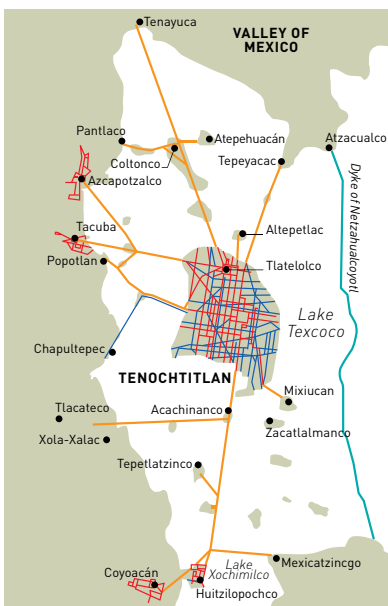 Tenayuca
VALLEY OF
MEXICO
Pantlaco
Atepehuacán
Atzacualco
Coltonco
Tepeyacac
Azcapotzalco
Dyke of Netzahualcoyotl
Tacuba
Altepetlac
Popotlan
Tlatelolco
Lake
Texcoco
Chapultepec
TENOCHTITLAN
Mixiucan
Tlacateco
Acachinanco
Zacatlalmanco
Xola-Xalac
Tepetlatzinco
Lake
Xochimilco
Mexicatzincgo
Coyoacán
Huitzilopochco